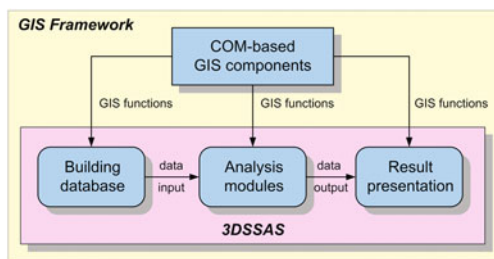 GIS Framework
COM-based
GIS components
GIS functions
GIS functions
GIS functions
Building
database
data
input
Analysis
modules
data
output
Result
presentation
3DSSAS